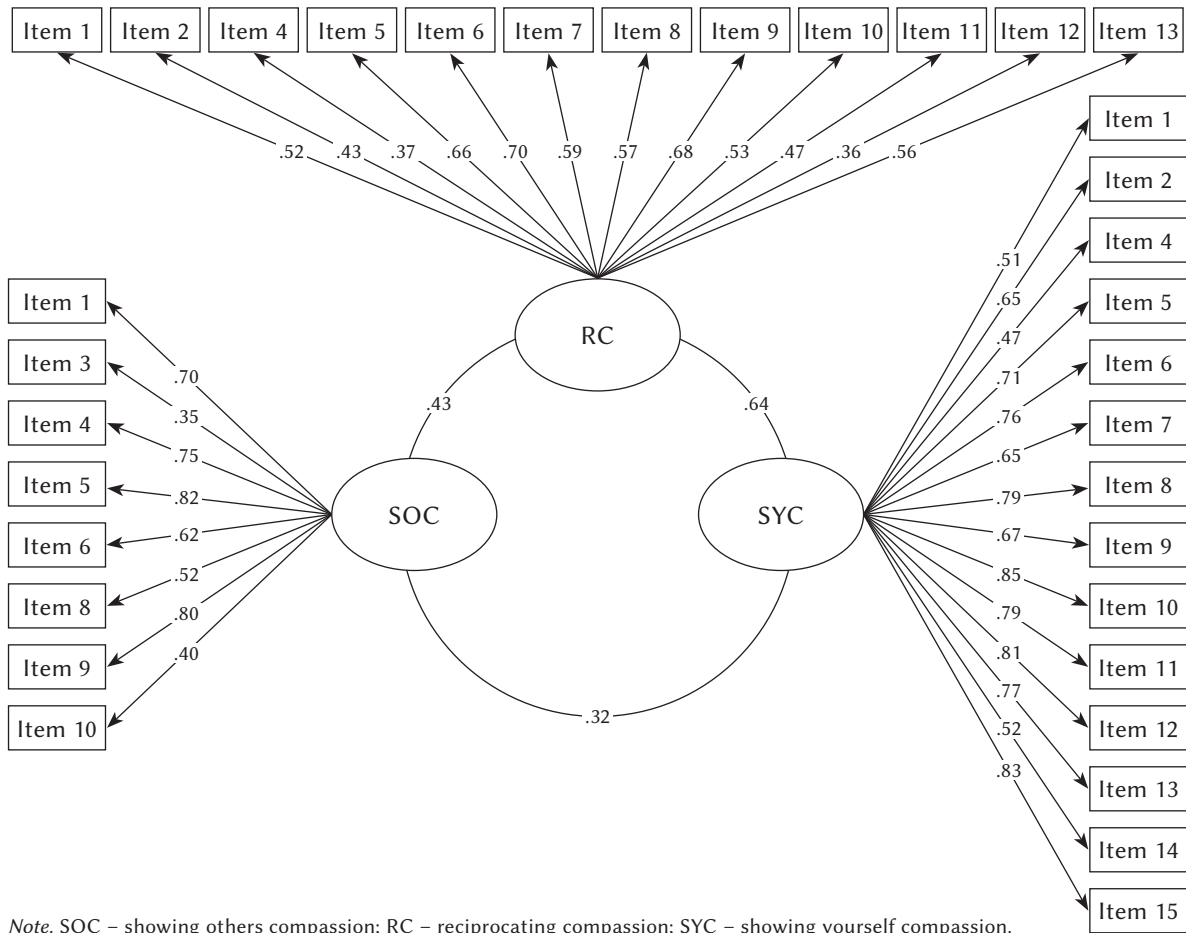 Item 1 Item 2 Item 4 Item 5 Item 6 Item 7 Item 8 Item 9 Item 10 Item 11 Item 12 Item 13
.52 .43 .37 .66 .70 .59 .57 .68 .53 .47 .36 .56
RC
.43
.64
Item 1
Item 3
Item 4
Item 5
Item 6
Item 8
Item 9
Item 10
.70
.35
.75
.82
.62
.52
.80
.40
SOC
SYC
.32
.51
.65
.47
.71
.76
.65
.79
.67
.85
.79
.81
.77
.52
.83
Item 1
Item 2
Item 4
Item 5
Item 6
Item 7
Item 8
Item 9
Item 10
Item 11
Item 12
Item 13
Item 14
Item 15
Note. SOC – showing others compassion; RC – reciprocating compassion; SYC – showing yourself compassion.